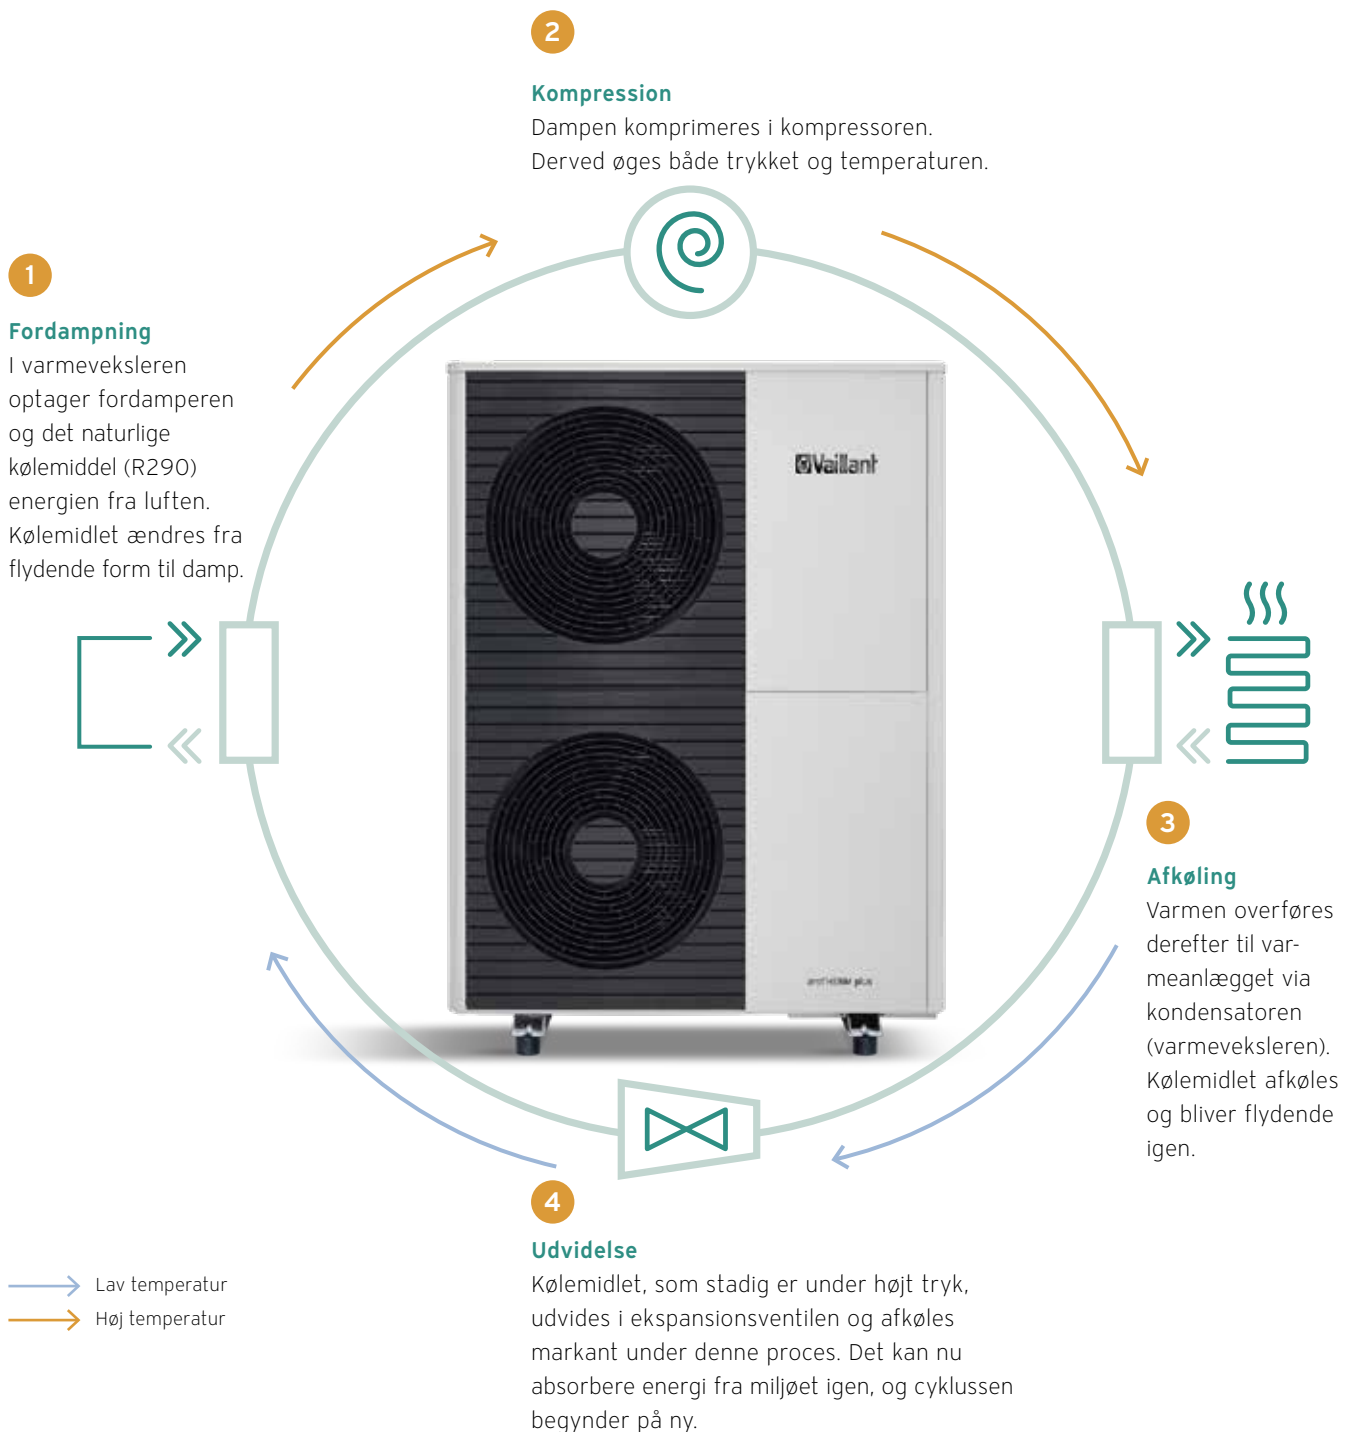 2
Kompression
Dampen komprimeres i kompressoren.
Derved øges både trykket og temperaturen.
1
Fordampning
I varmeveksleren
optager fordamperen
og det naturlige
kølemiddel (R290)
energien fra luften.
Kølemidlet ændres fra
flydende form til damp.
Vaillant
plus
3
Afkøling
Varmen overføres
derefter til var-
meanlægget via
kondensatoren
(varmeveksleren).
Kølemidlet afkøles
og bliver flydende
igen.
4
Udvidelse
Kølemidlet, som stadig er under højt tryk,
udvides i ekspansionsventilen og afkøles
markant under denne proces. Det kan nu
absorbere energi fra miljøet igen, og cyklussen
begynder på ny.
Lav temperatur
Høj temperatur